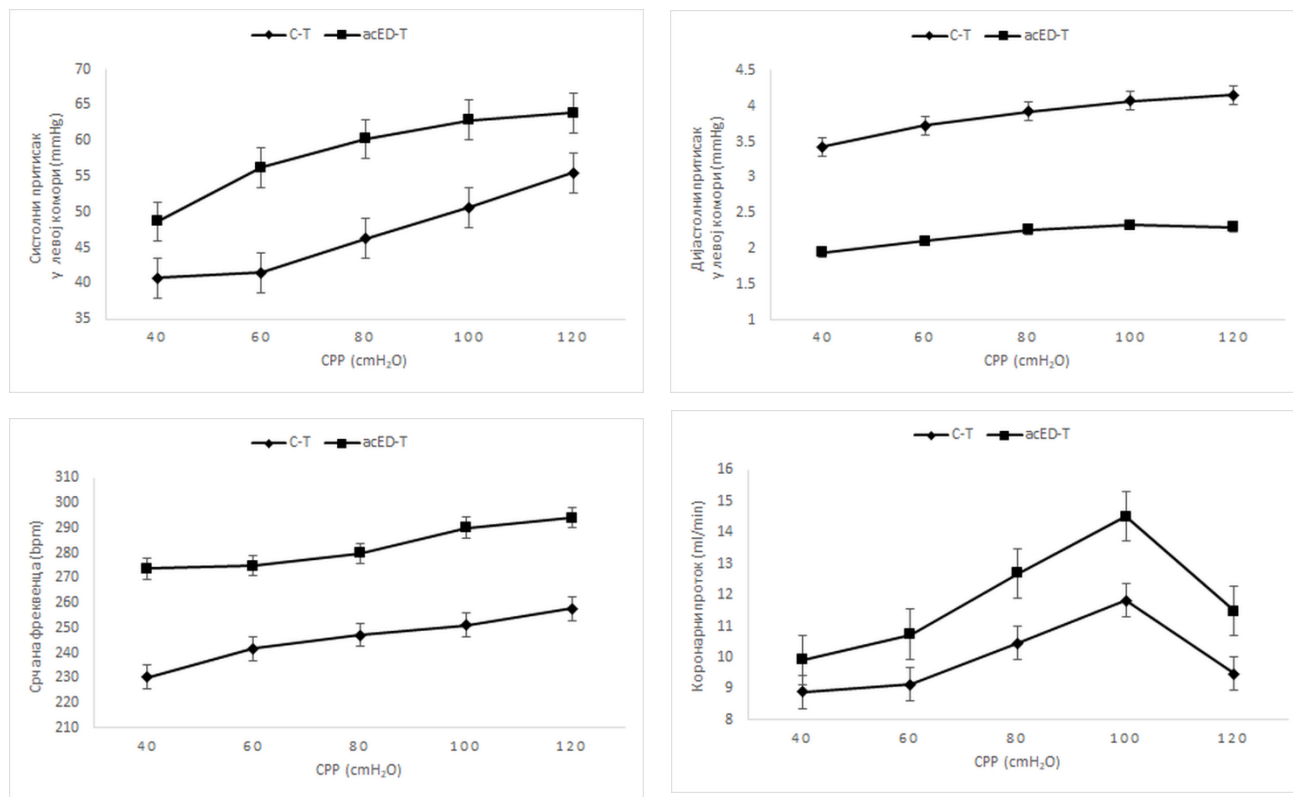 C-T acED-T
Систолни притисак
у левој комори (mmHg)
70
65
60
55
50
45
40
35
40 60 80 100 120
CPP (cmH₂O)
C-T acED-T
Дијастолни притисак
у левој комори (mmHg)
4.5
4
3.5
3
2.5
2
1.5
1
40 60 80 100 120
CPP (cmH₂O)
C-T acED-T
Срчана фреквенца (bpm)
310
300
290
280
270
260
250
240
230
220
210
40 60 80 100 120
CPP (cmH₂O)
C-T acED-T
Коронарни проток (ml/min)
16
15
14
13
12
11
10
9
8
40 60 80 100 120
CPP (cmH₂O)